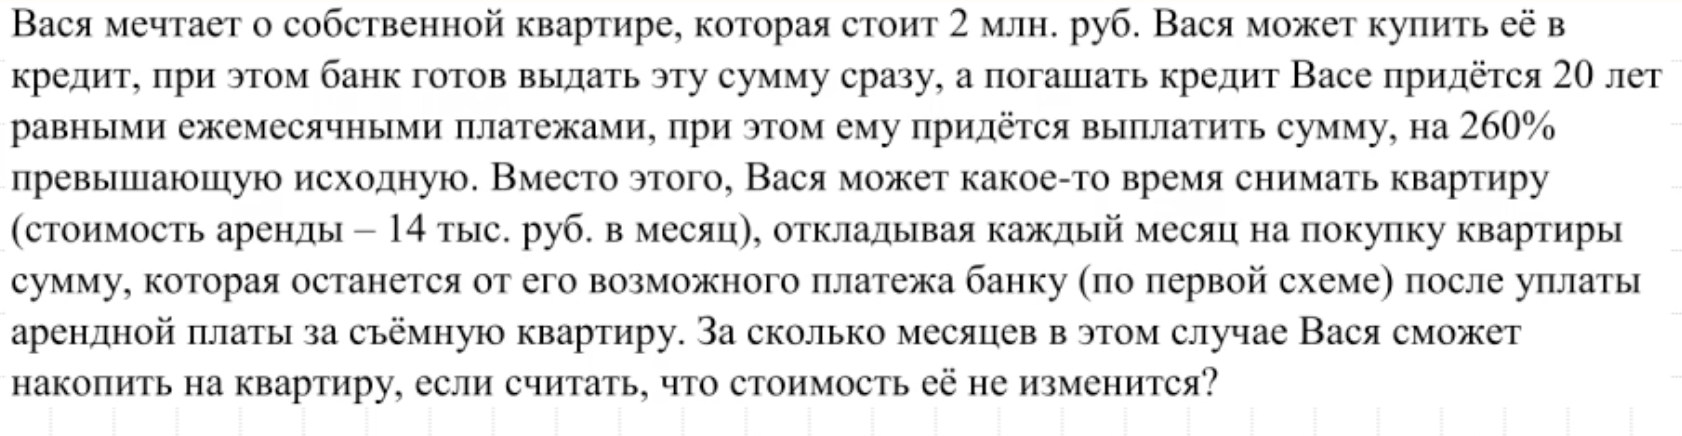 Вася мечтает о собственной квартире, которая стоит 2 млн. руб. Вася может купить её в
кредит, при этом банк готов выдать эту сумму сразу, а погашать кредит Васе придётся 20 лет
равными ежемесячными платежами, при этом ему придётся выплатить сумму, на 260%
превышающую исходную. Вместо этого, Вася может какое-то время снимать квартиру
(стоимость аренды – 14 тыс. руб. в месяц), откладывая каждый месяц на покупку квартиры
сумму, которая останется от его возможного платежа банку (по первой схеме) после уплаты
арендной платы за съёмную квартиру. За сколько месяцев в этом случае Вася сможет
накопить на квартиру, если считать, что стоимость её не изменится?